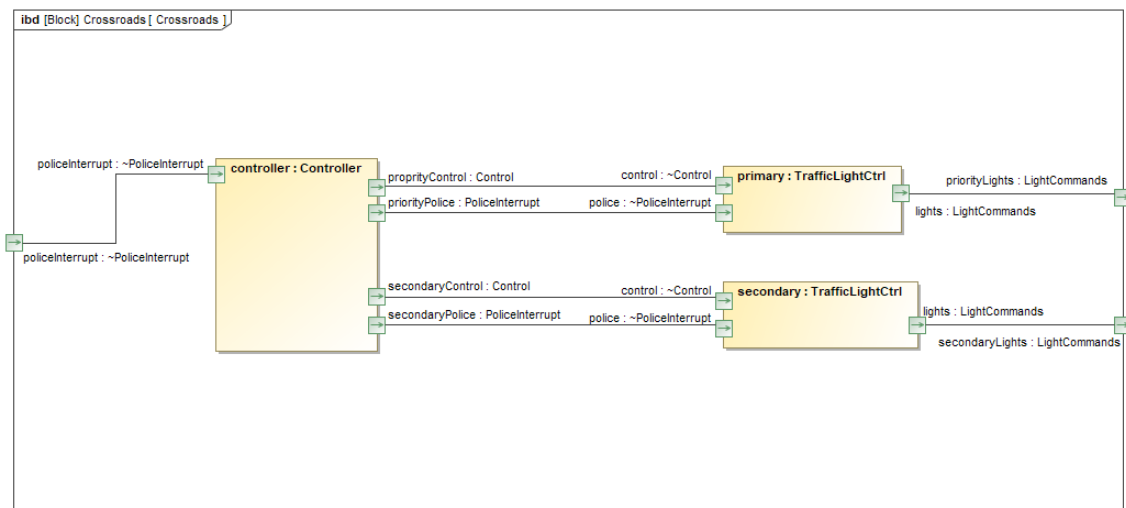 ibd [Block] Crossroads [ Crossroads ]
policeInterrupt : ~PoliceInterrupt
policeInterrupt : ~PoliceInterrupt
controller : Controller
proprityControl : Control
priorityPolice : PoliceInterrupt
secondaryControl : Control
secondaryPolice : PoliceInterrupt
control : ~Control
police : ~PoliceInterrupt
primary : TrafficLightCtrl
priorityLights : LightCommands
lights : LightCommands
control : ~Control
police : ~PoliceInterrupt
secondary : TrafficLightCtrl
lights : LightCommands
secondaryLights : LightCommands